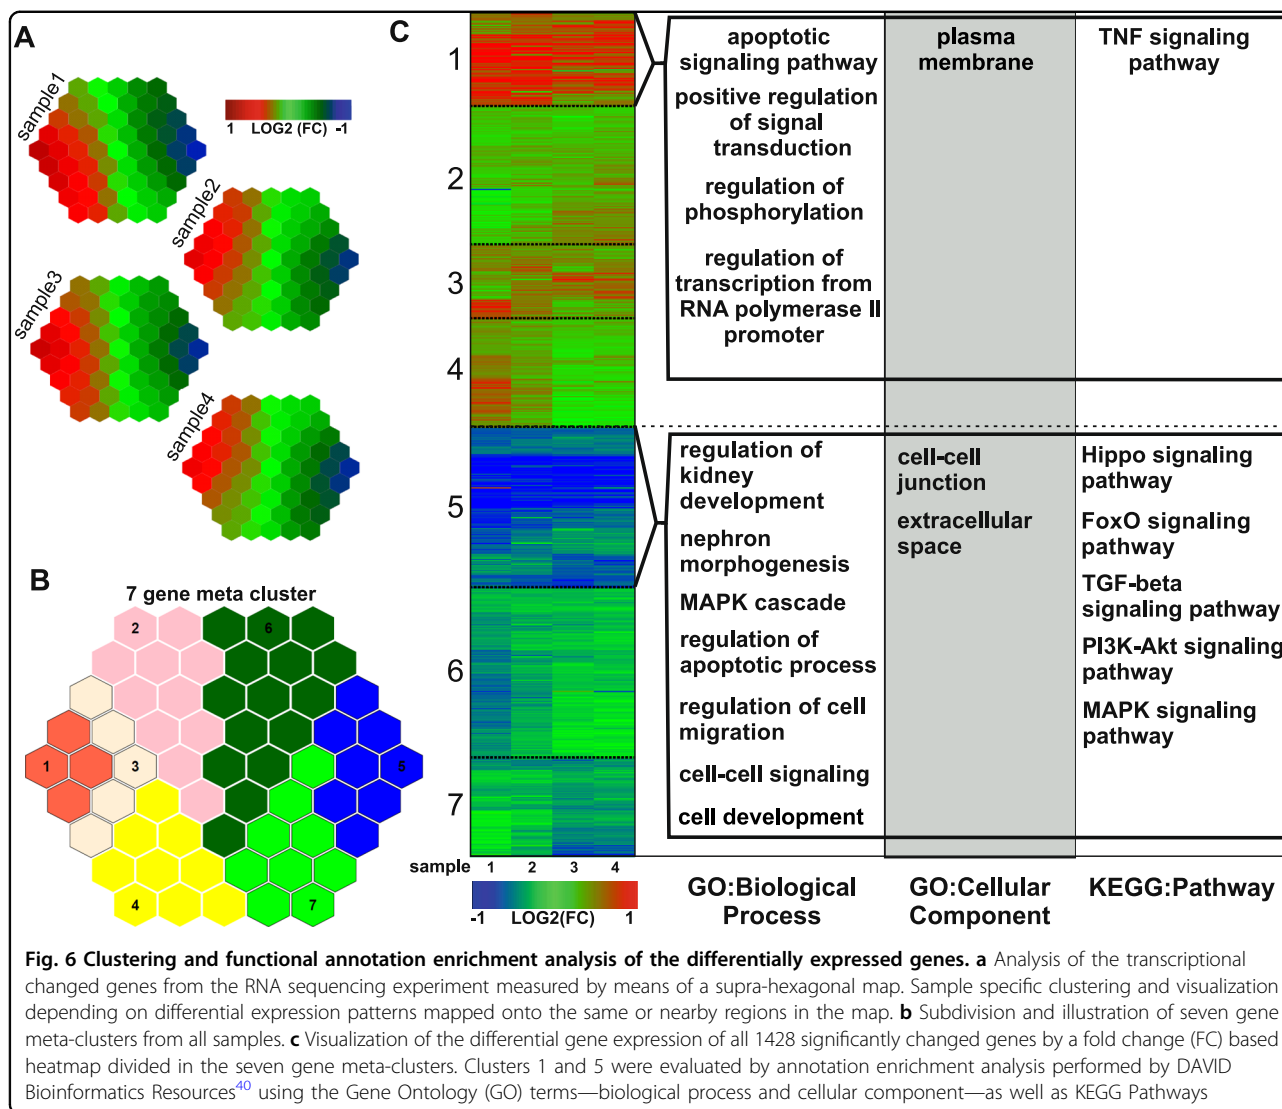 A
sample1
1 LOG2 (FC) -1
sample2
sample3
sample4
B
7 gene meta cluster
2
6
1
3
5
4
7
C
1
2
3
4
5
6
7
sample
1 2 3 4
-1 LOG2(FC) 1
apoptotic
signaling pathway
positive regulation
of signal
transduction
regulation of
phosphorylation
regulation of
transcription from
RNA polymerase II
promoter
plasma
membrane
TNF signaling
pathway
regulation of
kidney
development
nephron
morphogenesis
MAPK cascade
regulation of
apoptotic process
regulation of cell
migration
cell-cell signaling
cell development
cell-cell
junction
extracellular
space
Hippo signaling
pathway
FoxO signaling
pathway
TGF-beta
signaling pathway
PI3K-Akt signaling
pathway
MAPK signaling
pathway
GO:Biological
Process
GO:Cellular
Component
KEGG:Pathway
Fig. 6 Clustering and functional annotation enrichment analysis of the differentially expressed genes. a Analysis of the transcriptional
changed genes from the RNA sequencing experiment measured by means of a supra-hexagonal map. Sample specific clustering and visualization
depending on differential expression patterns mapped onto the same or nearby regions in the map. b Subdivision and illustration of seven gene
meta-clusters from all samples. c Visualization of the differential gene expression of all 1428 significantly changed genes by a fold change (FC) based
heatmap divided in the seven gene meta-clusters. Clusters 1 and 5 were evaluated by annotation enrichment analysis performed by DAVID
Bioinformatics Resources40 using the Gene Ontology (GO) terms—biological process and cellular component—as well as KEGG Pathways